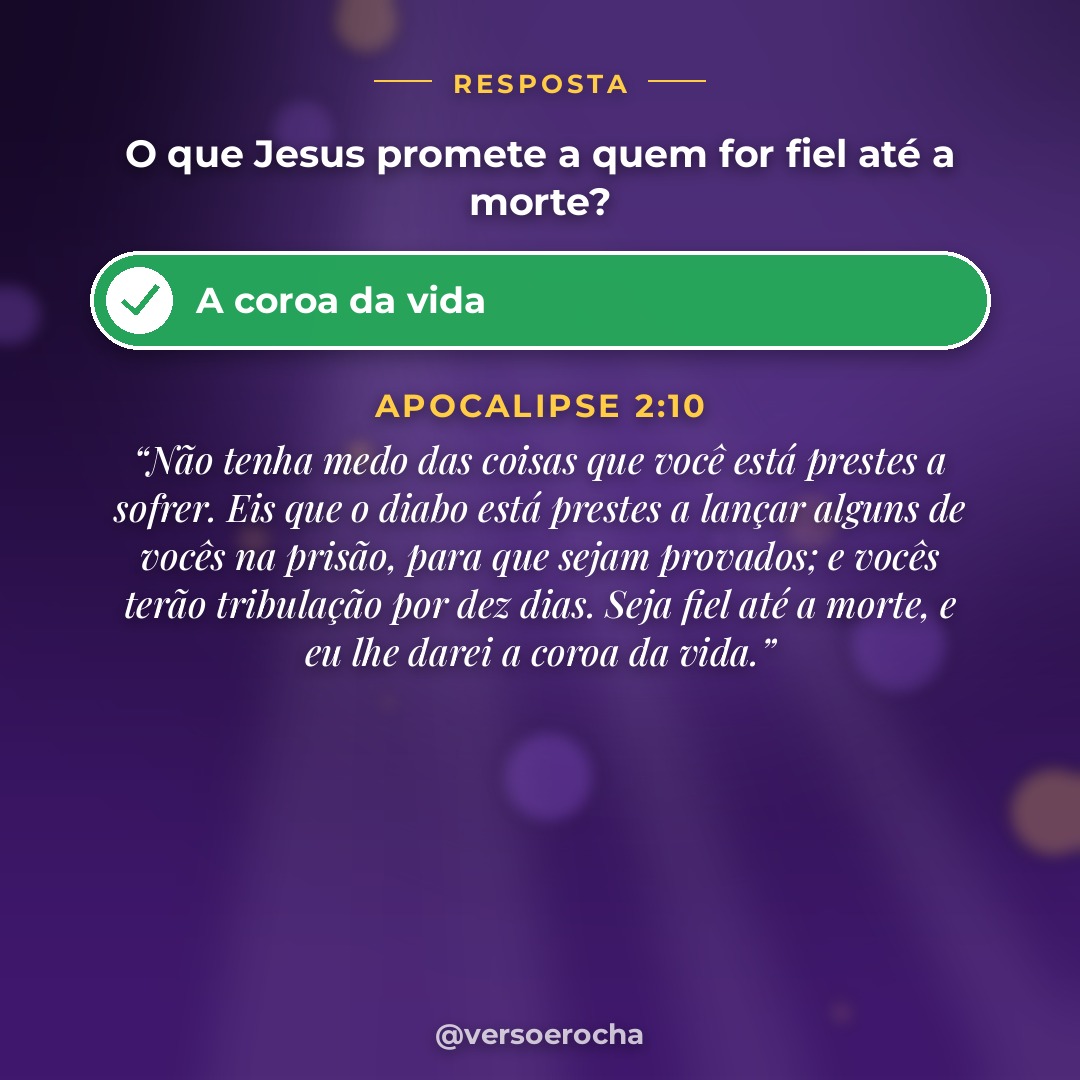 RESPOSTA
O que Jesus promete a quem for fiel até a
morte?
A coroa da vida
APOCALIPSE 2:10
“Não tenha medo das coisas que você está prestes a
sofrer. Eis que o diabo está prestes a lançar alguns de
vocês na prisão, para que sejam provados; e vocês
terão tribulação por dez dias. Seja fiel até a morte, e
eu lhe darei a coroa da vida.”
@versoerocha